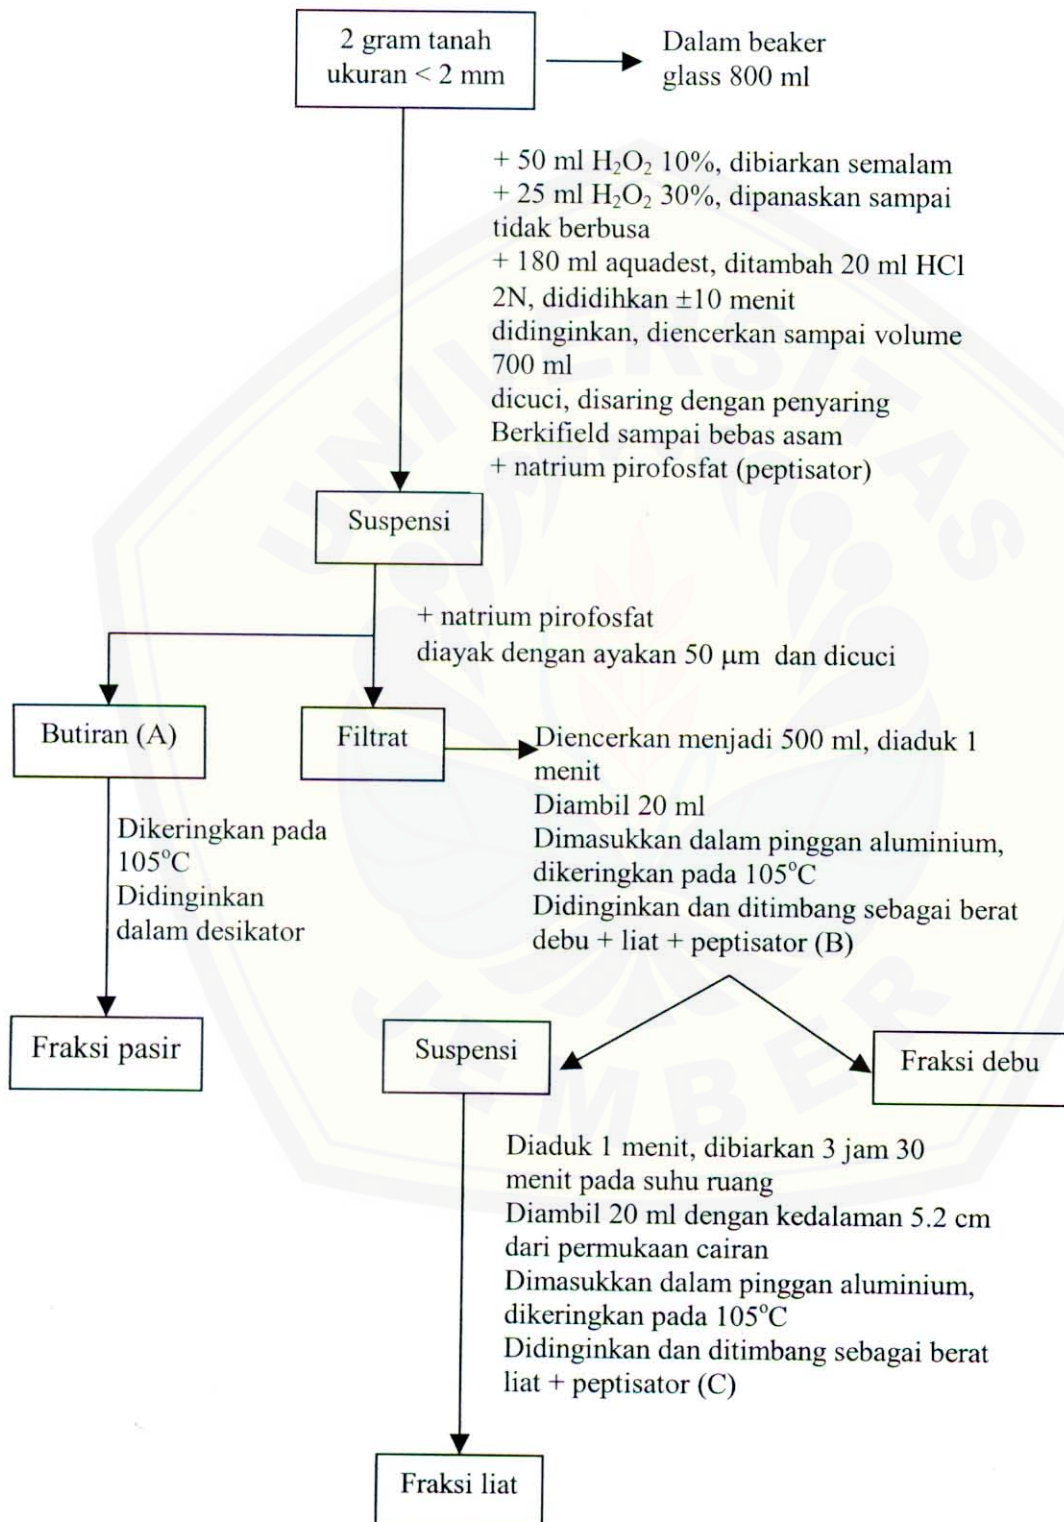 2 gram tanah
ukuran < 2 mm
Dalam beaker
glass 800 ml
+ 50 ml H₂O₂ 10%, dibiarkan semalam
+ 25 ml H₂O₂ 30%, dipanaskan sampai
tidak berbusa
+ 180 ml aquadest, ditambah 20 ml HCl
2N, dididihkan ±10 menit
didinginkan, diencerkan sampai volume
700 ml
dicuci, disaring dengan penyaring
Berkifield sampai bebas asam
+ natrium pirofosfat (peptisator)
Suspensi
+ natrium pirofosfat
diayak dengan ayakan 50 μm dan dicuci
Butiran (A)
Filtrat
Diencerkan menjadi 500 ml, diaduk 1
menit
Diambil 20 ml
Dimasukkan dalam pinggan aluminium,
dikeringkan pada 105°C
Didinginkan dan ditimbang sebagai berat
debu + liat + peptisator (B)
Dikeringkan pada
105°C
Didinginkan
dalam desikator
Fraksi pasir
Suspensi
Fraksi debu
Diaduk 1 menit, dibiarkan 3 jam 30
menit pada suhu ruang
Diambil 20 ml dengan kedalaman 5.2 cm
dari permukaan cairan
Dimasukkan dalam pinggan aluminium,
dikeringkan pada 105°C
Didinginkan dan ditimbang sebagai berat
liat + peptisator (C)
Fraksi liat
UNIVERSITAS
JEMBER